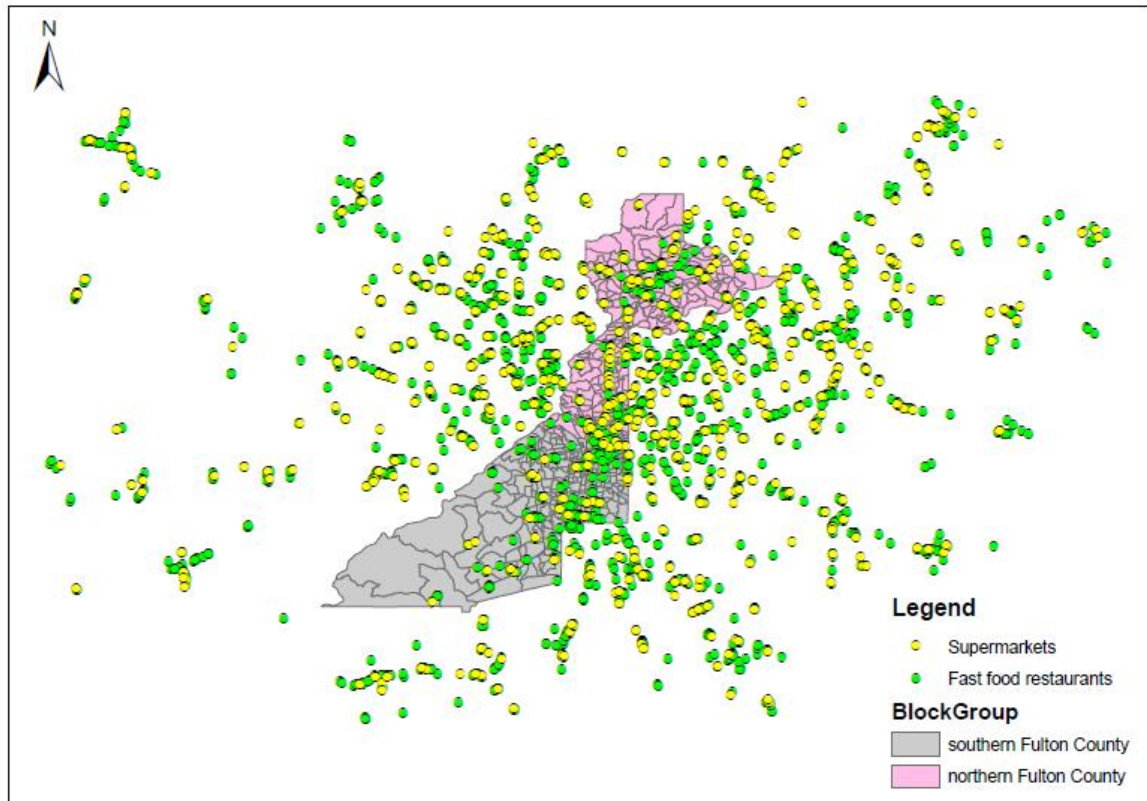 N
Legend
Supermarkets
Fast food restaurants
BlockGroup
southern Fulton County
northern Fulton County